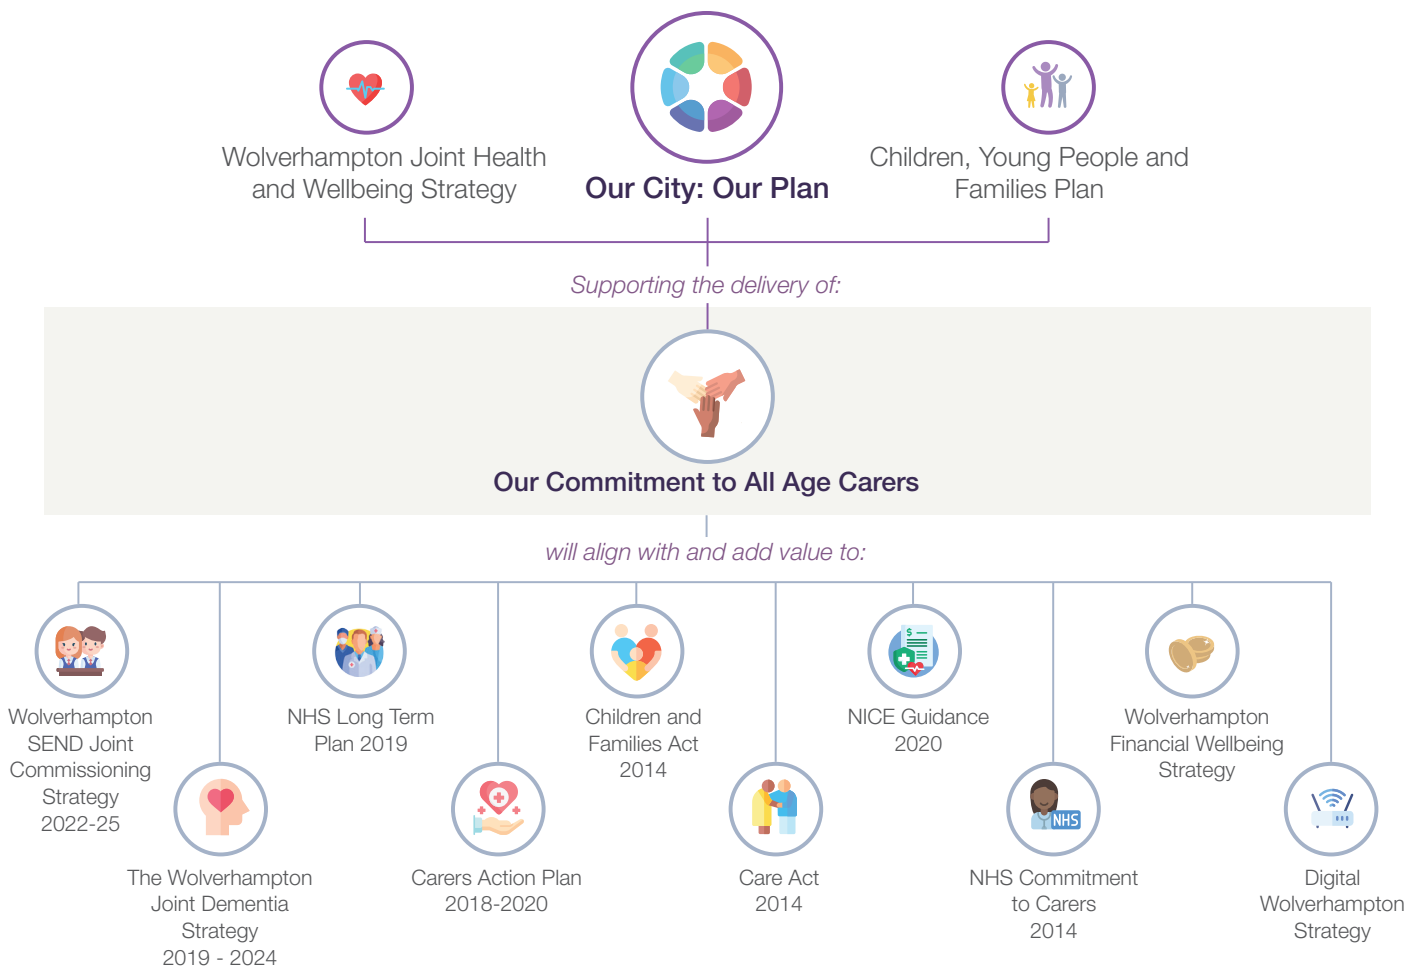 Wolverhampton Joint Health
and Wellbeing Strategy
Our City: Our Plan
Children, Young People and
Families Plan
Supporting the delivery of:
Our Commitment to All Age Carers
will align with and add value to:
Wolverhampton
SEND Joint
Commissioning
Strategy
2022-25
The Wolverhampton
Joint Dementia
Strategy
2019 - 2024
NHS Long Term
Plan 2019
Carers Action Plan
2018-2020
Children and
Families Act
2014
Care Act
2014
$
NICE Guidance
2020
NHS
NHS Commitment
to Carers
2014
Wolverhampton
Financial Wellbeing
Strategy
Digital
Wolverhampton
Strategy